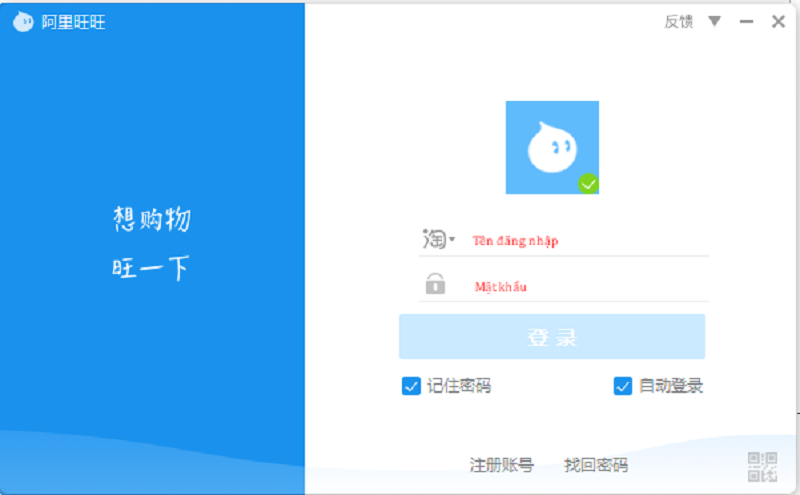 阿里旺旺
反馈
想购物
旺一下
淘
Tên đăng nhập
Mật khẩu
登录
记住密码
自动登录
注册账号
找回密码